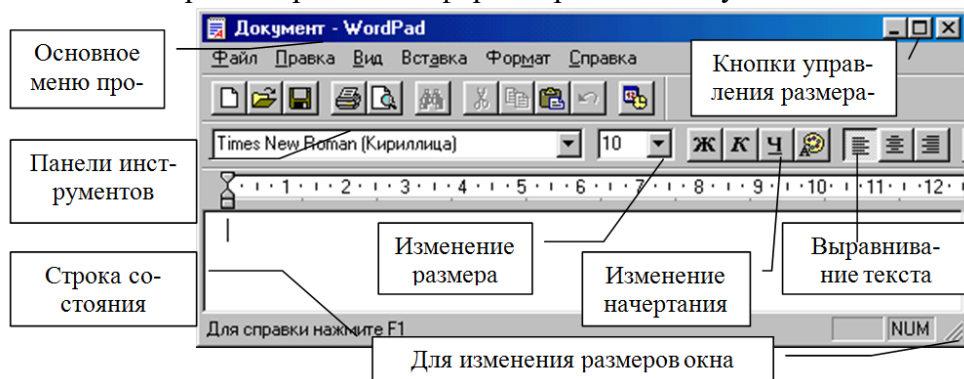 Документ - WordPad
Основное
меню про-
Файл Правка Вид Вставка Формат Справка
Кнопки управ-
ления размера-
Times New Roman (Кириллица) 10 Ж К Ч
Панели инст-
рументов
1 2 3 4 5 6 7 8 9 10 11 12
Изменение
размера
Изменение
начертания
Выравнива-
ние текста
Строка со-
стояния
Для справки нажмите F1 NUM
Для изменения размеров окна